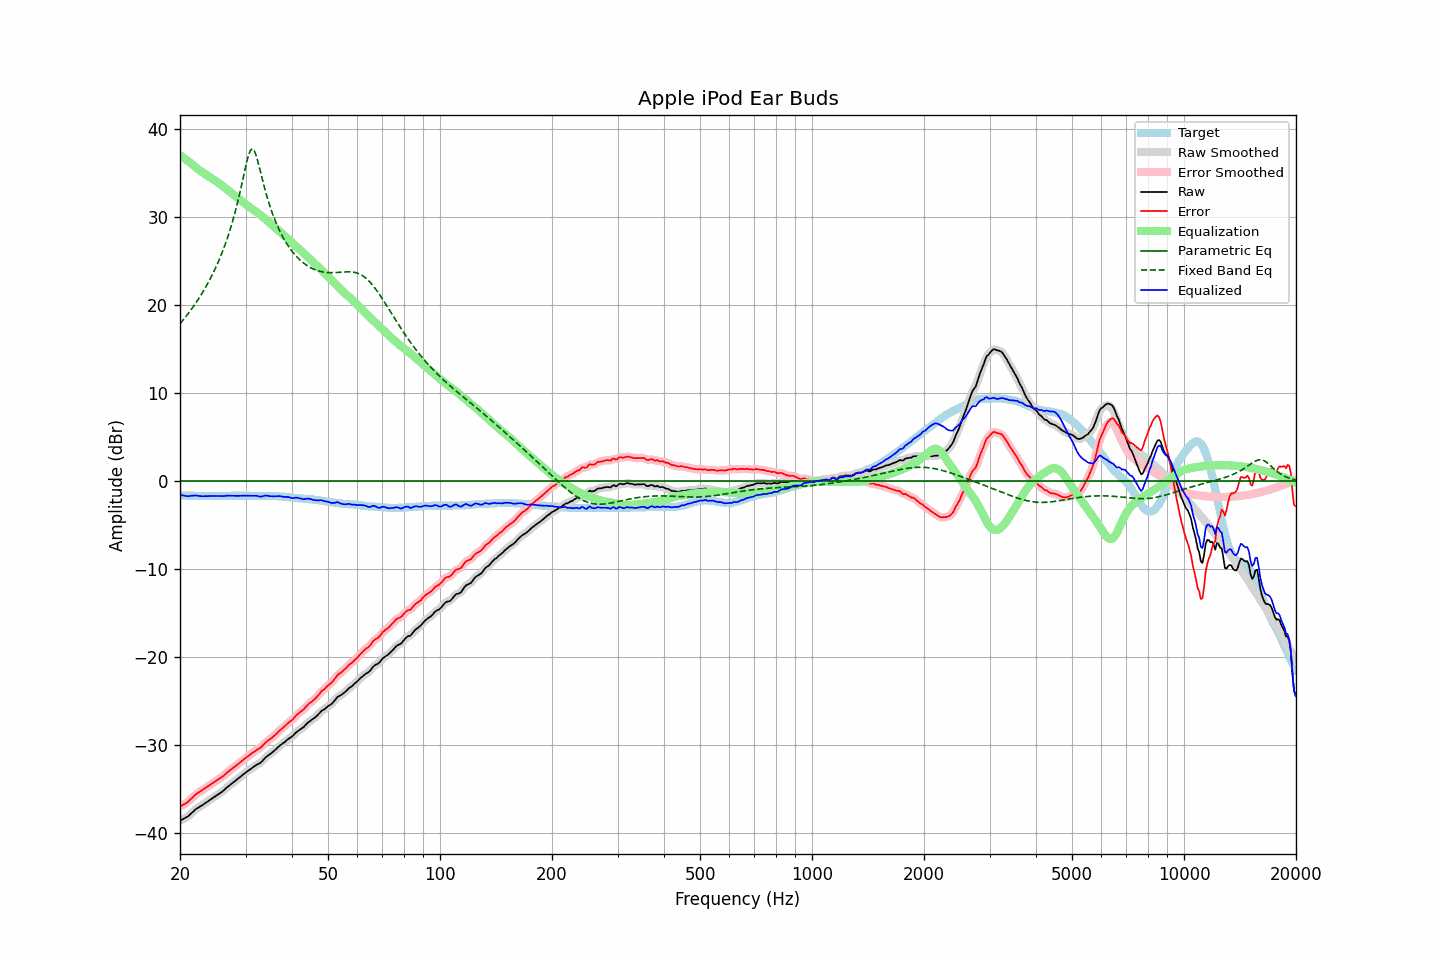 Apple iPod Ear Buds
Amplitude (dBr)
40
30
20
10
0
−10
−20
−30
−40
Target
Raw Smoothed
Error Smoothed
Raw
Error
Equalization
Parametric Eq
Fixed Band Eq
Equalized
20 50 100 200 500 1000 2000 5000 10000 20000
Frequency (Hz)